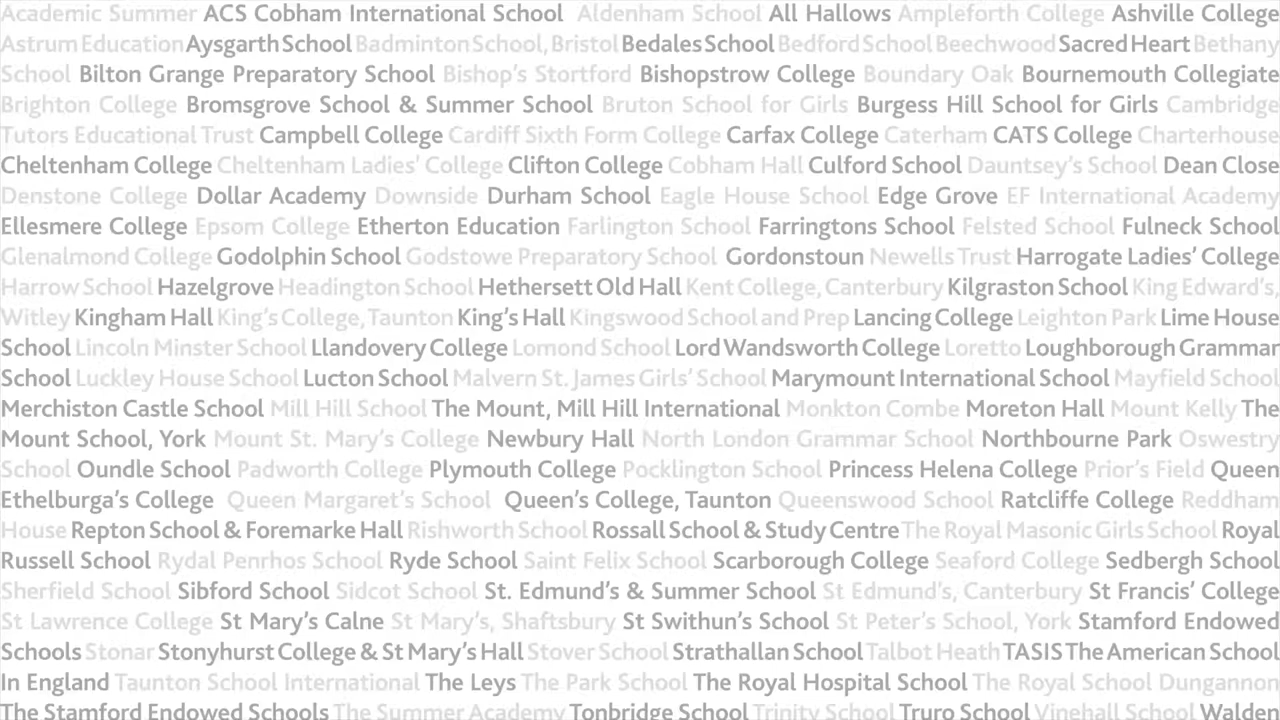 Academic Summer ACS Cobham International School Aldenham School All Hallows Ampleforth College Ashville College
Astrum Education Aysgarth School Badminton School, Bristol Bedales School Bedford School Beechwood Sacred Heart Bethany
School Bilton Grange Preparatory School Bishop's Stortford Bishopstrow College Boundary Oak Bournemouth Collegiate
Brighton College Bromsgrove School & Summer School Bruton School for Girls Burgess Hill School for Girls Cambridge
Tutors Educational Trust Campbell College Cardiff Sixth Form College Carfax College Caterham CATS College Charterhouse
Cheltenham College Cheltenham Ladies' College Clifton College Cobham Hall Culford School Dauntsey's School Dean Close
Denstone College Dollar Academy Downside Durham School Eagle House School Edge Grove EF International Academy
Ellesmere College Epsom College Etherton Education Farlington School Farringtons School Felsted School Fulneck School
Glenalmond College Godolphin School Godstowe Preparatory School Gordonstoun Newells Trust Harrogate Ladies' College
Harrow School Hazelgrove Headington School Hethersett Old Hall Kent College, Canterbury Kilgraston School King Edward's,
Witley Kingham Hall King's College, Taunton King's Hall Kingswood School and Prep Lancing College Leighton Park Lime House
School Lincoln Minster School Llandovery College Lomond School Lord Wandsworth College Loretto Loughborough Grammar
School Luckley House School Lucton School Malvern St. James Girls' School Marymount International School Mayfield School
Merchiston Castle School Mill Hill School The Mount, Mill Hill International Monkton Combe Moreton Hall Mount Kelly The
Mount School, York Mount St. Mary's College Newbury Hall North London Grammar School Northbourne Park Oswestry
School Oundle School Padworth College Plymouth College Pocklington School Princess Helena College Prior's Field Queen
Ethelburga's College Queen Margaret's School Queen's College, Taunton Queenswood School Ratcliffe College Reddham
House Repton School & Foremarke Hall Rishworth School Rossall School & Study Centre The Royal Masonic Girls School Royal
Russell School Rydal Penrhos School Ryde School Saint Felix School Scarborough College Seaford College Sedbergh School
Sherfield School Sibford School Sidcot School St. Edmund's & Summer School St Edmund's, Canterbury St Francis' College
St Lawrence College St Mary's Calne St Mary's, Shaftsbury St Swithun's School St Peter's School, York Stamford Endowed
Schools Stonar Stonyhurst College & St Mary's Hall Stover School Strathallan School Talbot Heath TASIS The American School
In England Taunton School International The Leys The Park School The Royal Hospital School The Royal School Dungannon
The Stamford Endowed Schools The Summer Academy Tonbridge School Trinity School Truro School Vinehall School Walden